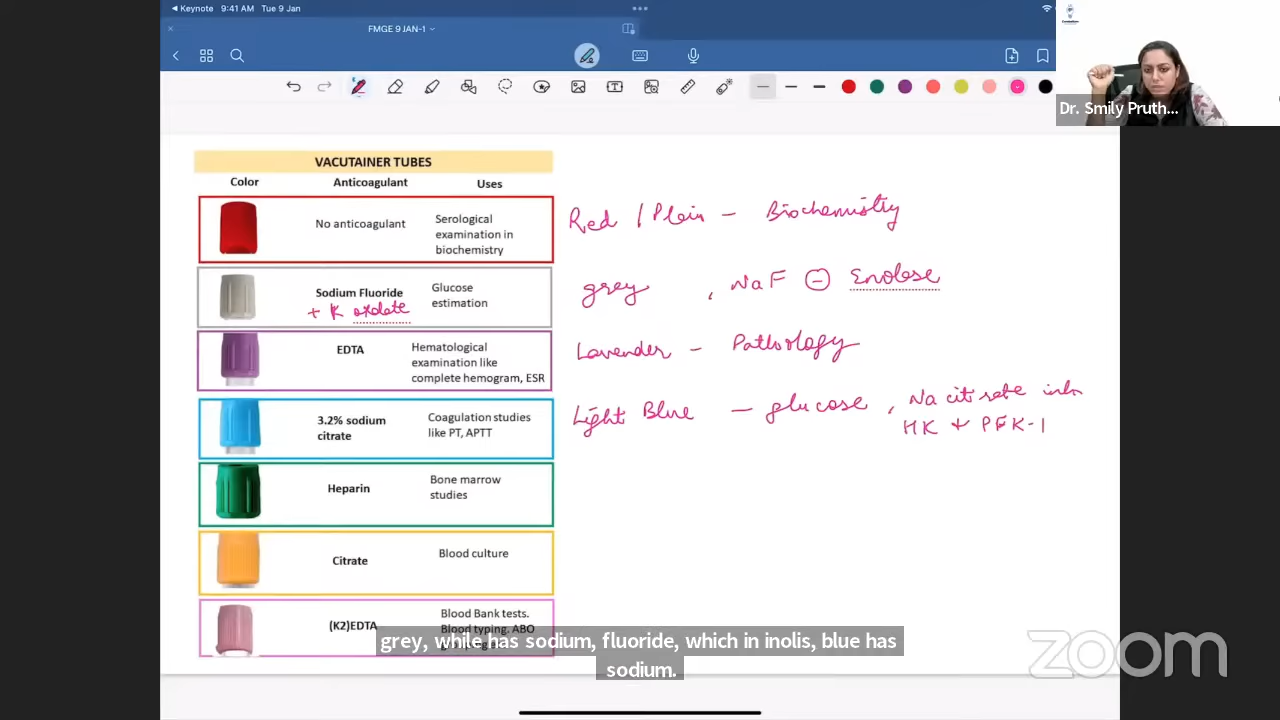 Keynote 9:41 AM Tue 9 Jan
FMGE 9 JAN-1
Dr. Smily Pruth...
VACUTAINER TUBES
Color Anticoagulant Uses
No anticoagulant
Serological
examination in
biochemistry
Red / Plain - Biochemistry
Sodium Fluoride
+ K oxalate
Glucose
estimation
grey , NaF - Enolase
EDTA
Hematological
examination like
complete hemogram, ESR
Lavender - Pathology
3.2% sodium
citrate
Coagulation studies
like PT, APTT
Light Blue - glucose , Na citrate inh
HK + PFK-1
Heparin
Bone marrow
studies
Citrate
Blood culture
(K2)EDTA
Blood Bank tests.
Blood typing. ABO
grey, while has sodium, fluoride, which in inolis, blue has
sodium.
zoom